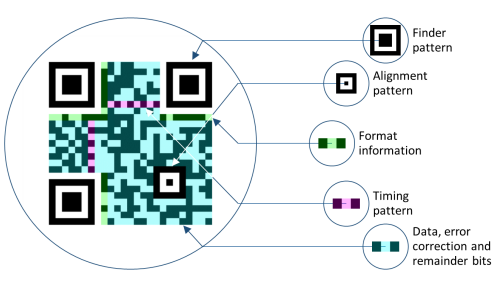 Finder
pattern
Alignment
pattern
Format
information
Timing
pattern
Data, error
correction and
remainder bits